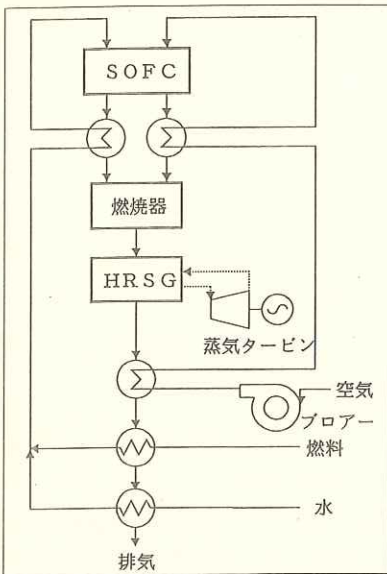 ＳＯＦＣ
燃焼器
ＨＲＳＧ
蒸気タービン
空気
ブロアー
燃料
水
排気